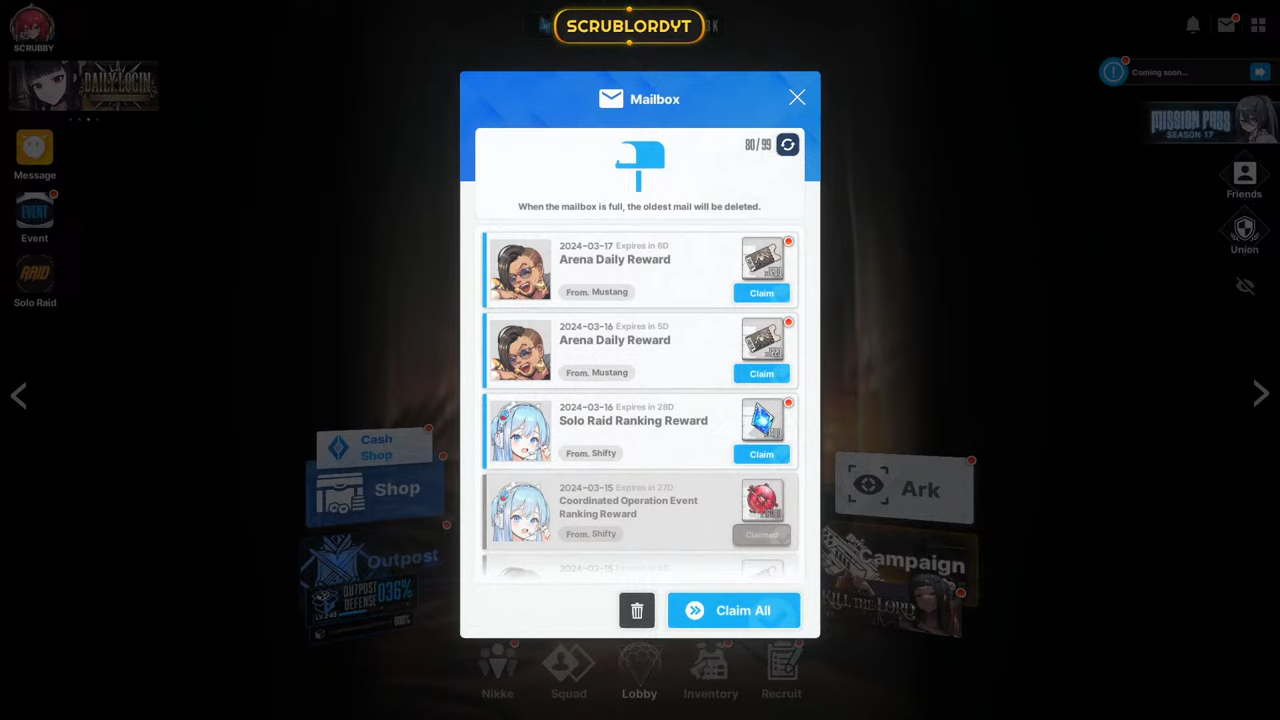 SCRUBLORDYT
SCRUBBY
DAILY LOGIN
Message
EVENT
Event
RAID
Solo Raid
Coming soon...
MISSION PASS
SEASON 17
Friends
Union
Mailbox
80/99
When the mailbox is full, the oldest mail will be deleted.
2024-03-17 Expires in 6D
Arena Daily Reward
From. Mustang
Claim
2024-03-16 Expires in 5D
Arena Daily Reward
From. Mustang
Claim
2024-03-16 Expires in 28D
Solo Raid Ranking Reward
From. Shifty
Claim
2024-03-15 Expires in 27D
Coordinated Operation Event
Ranking Reward
From. Shifty
Claimed
Claim All
Cash
Shop
Shop
Outpost
OUTPOST
DEFENSE 036%
Ark
Campaign
KILL THE LORD
Nikke
Squad
Lobby
Inventory
Recruit